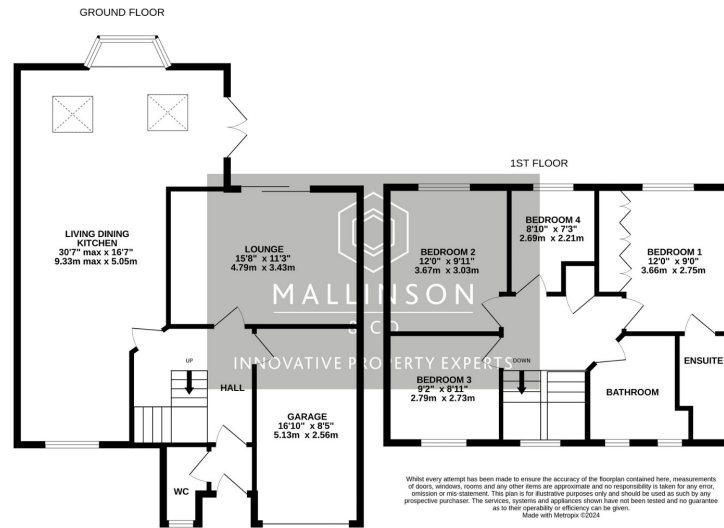 GROUND FLOOR
LIVING DINING
KITCHEN
30'7" max x 16'7"
9.33m max x 5.05m
LOUNGE
15'8" x 11'3"
4.79m x 3.43m
UP
HALL
GARAGE
16'10" x 8'5"
5.13m x 2.56m
WC
1ST FLOOR
BEDROOM 2
12'0" x 9'11"
3.67m x 3.03m
BEDROOM 4
8'10" x 7'3"
2.69m x 2.21m
BEDROOM 1
12'0" x 9'0"
3.66m x 2.75m
DOWN
BEDROOM 3
9'2" x 8'11"
2.79m x 2.73m
BATHROOM
ENSUITE
MALLINSON
& CO
INNOVATIVE PROPERTY EXPERTS
Whilst every attempt has been made to ensure the accuracy of the floorplan contained here, measurements
of doors, windows, rooms and any other items are approximate and no responsibility is taken for any error,
omission or mis-statement. This plan is for illustrative purposes only and should be used as such by any
prospective purchaser. The services, systems and appliances shown have not been tested and no guarantee
as to their operability or efficiency can be given.
Made with Metropix ©2024